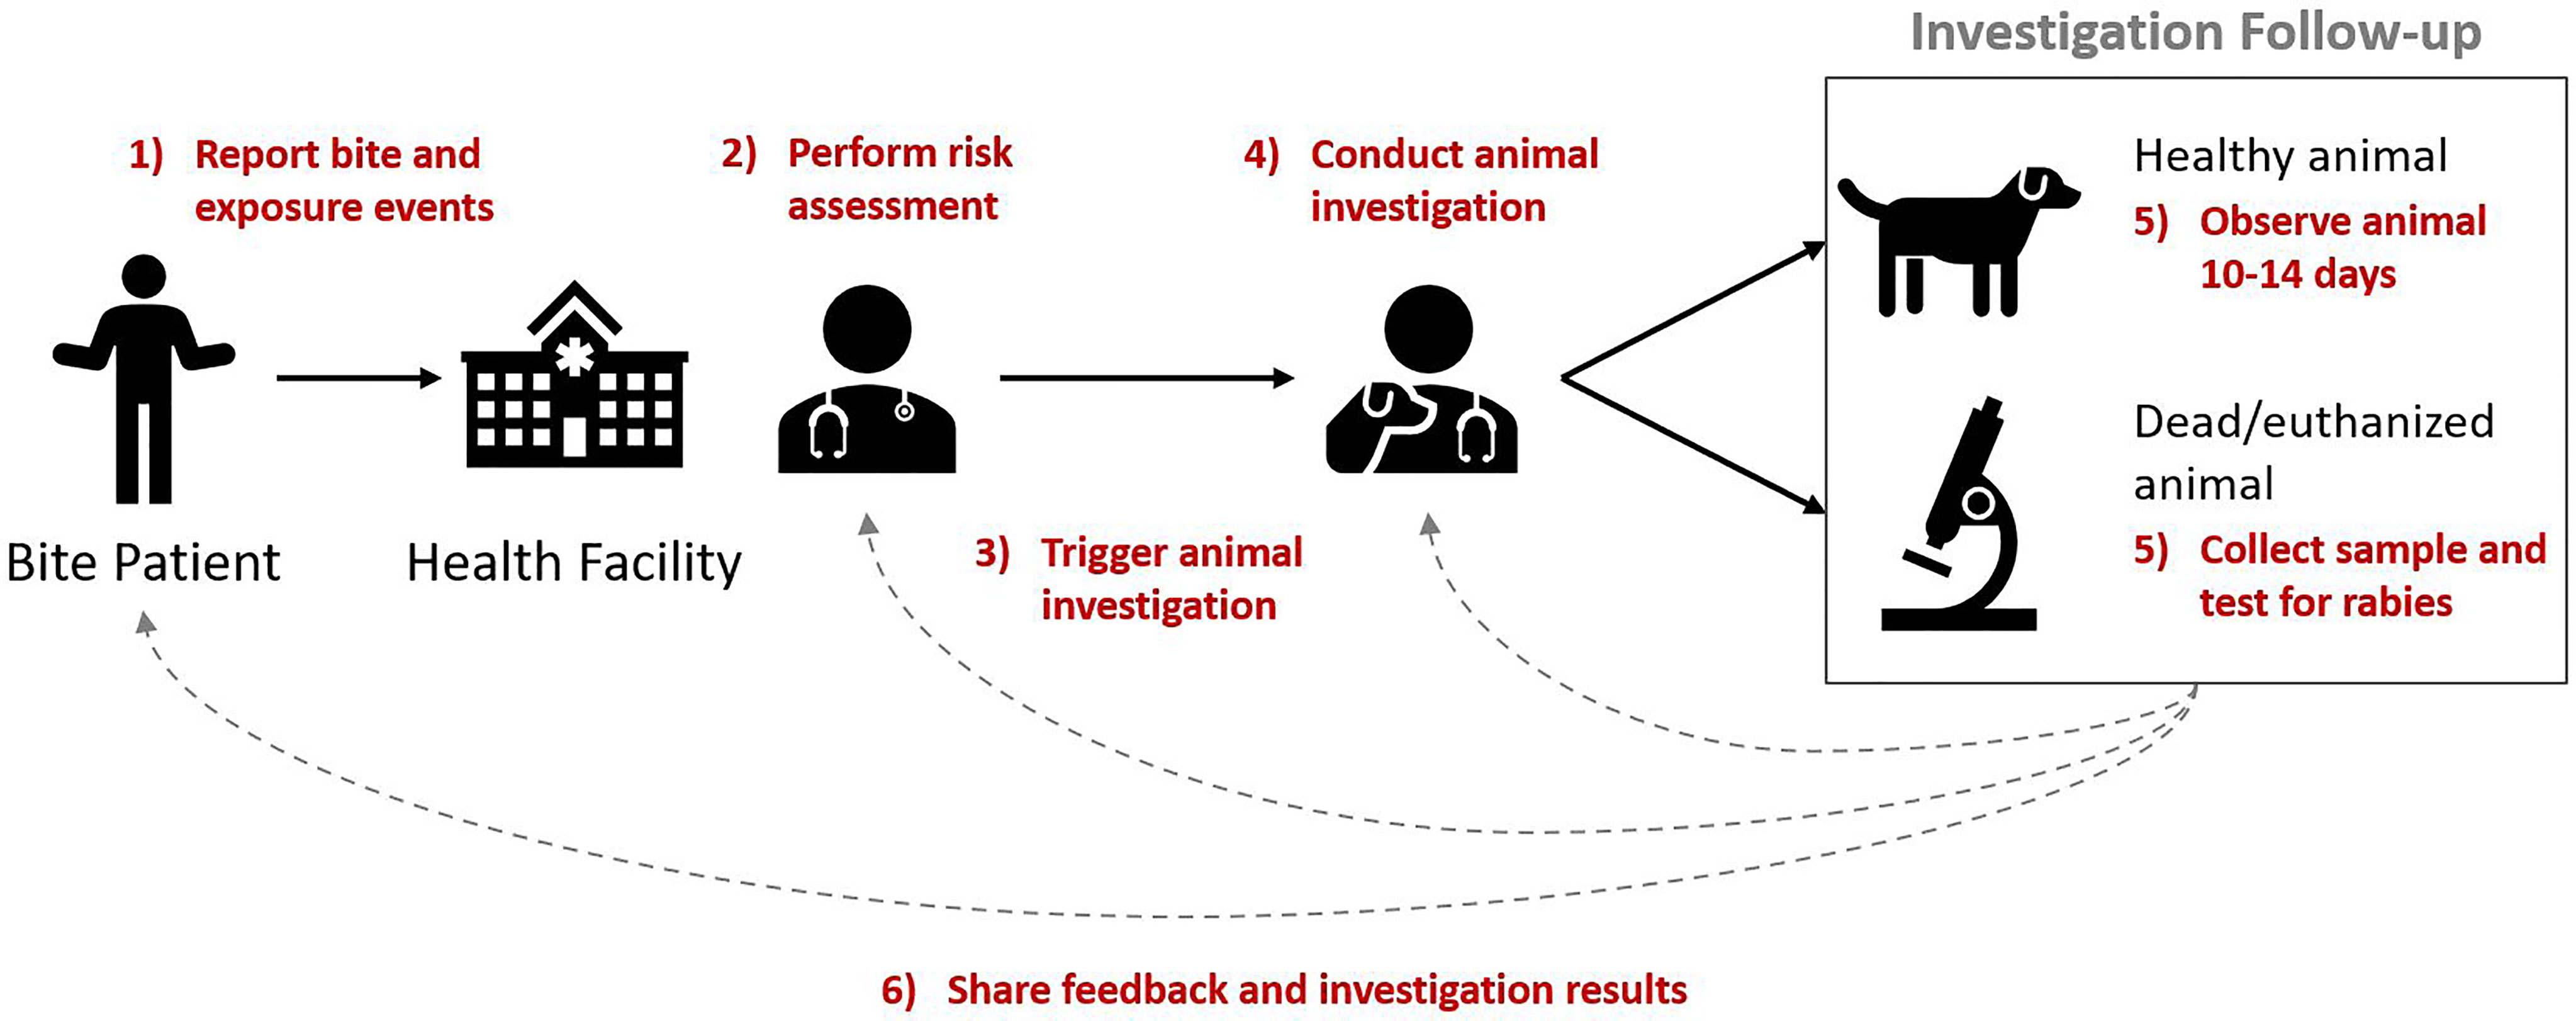 Investigation Follow-up
1) Report bite and
exposure events
2) Perform risk
assessment
4) Conduct animal
investigation
Healthy animal
5) Observe animal
10-14 days
Dead/euthanized
animal
5) Collect sample and
test for rabies
Bite Patient
Health Facility
3) Trigger animal
investigation
6) Share feedback and investigation results